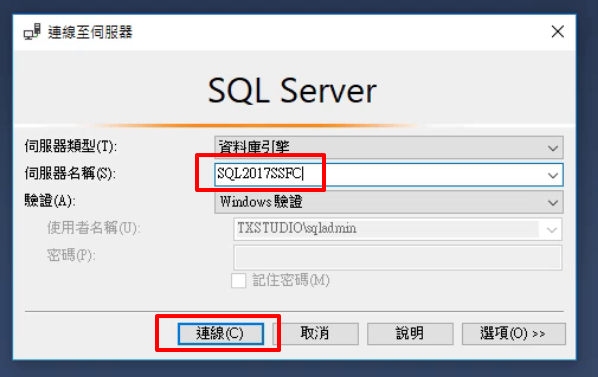 連線至伺服器
SQL Server
伺服器類型(T): 資料庫引擎
伺服器名稱(S): SQL2017SSFC
驗證(A): Windows 驗證
使用者名稱(U): TXSTUDIO\sqladmin
密碼(P):
記住密碼(M)
連線(C) 取消 說明 選項(O) >>